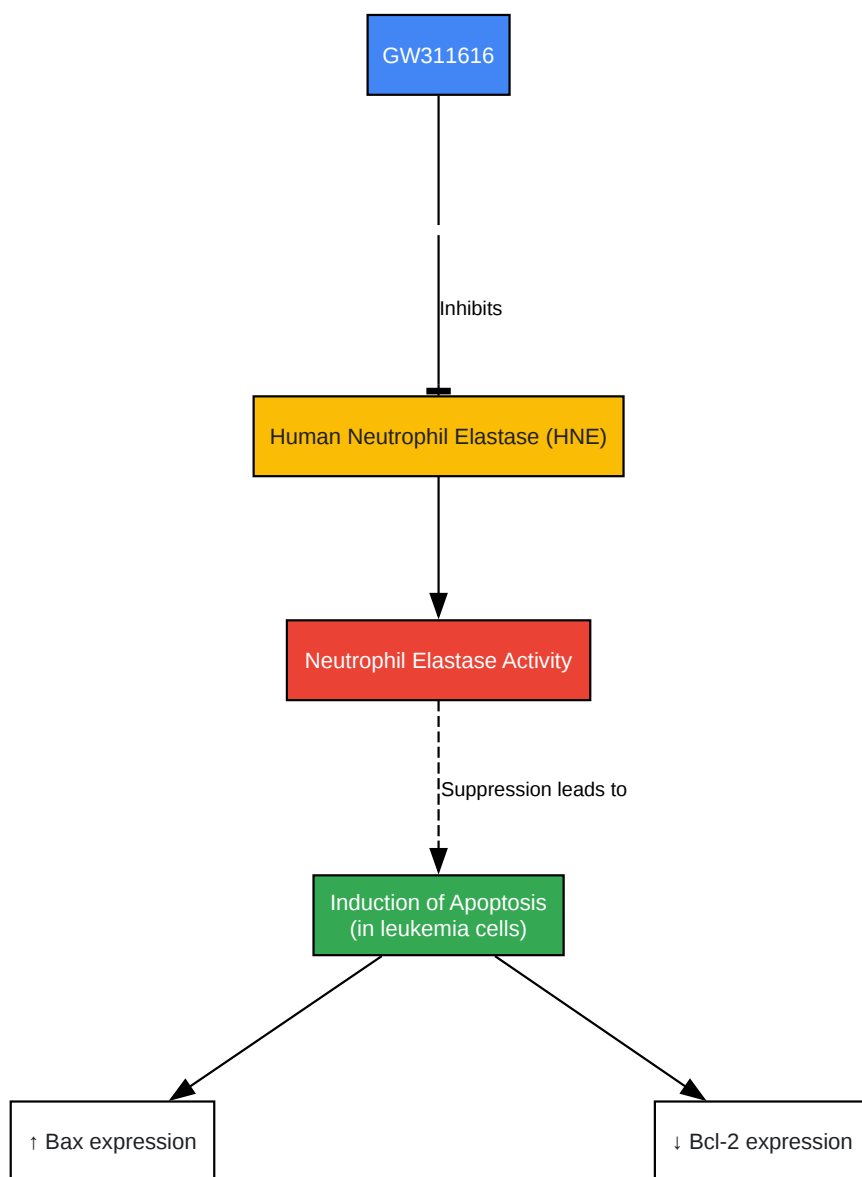 GW311616
Inhibits
Human Neutrophil Elastase (HNE)
Neutrophil Elastase Activity
Suppression leads to
Induction of Apoptosis
(in leukemia cells)
↑ Bax expression
↓ Bcl-2 expression